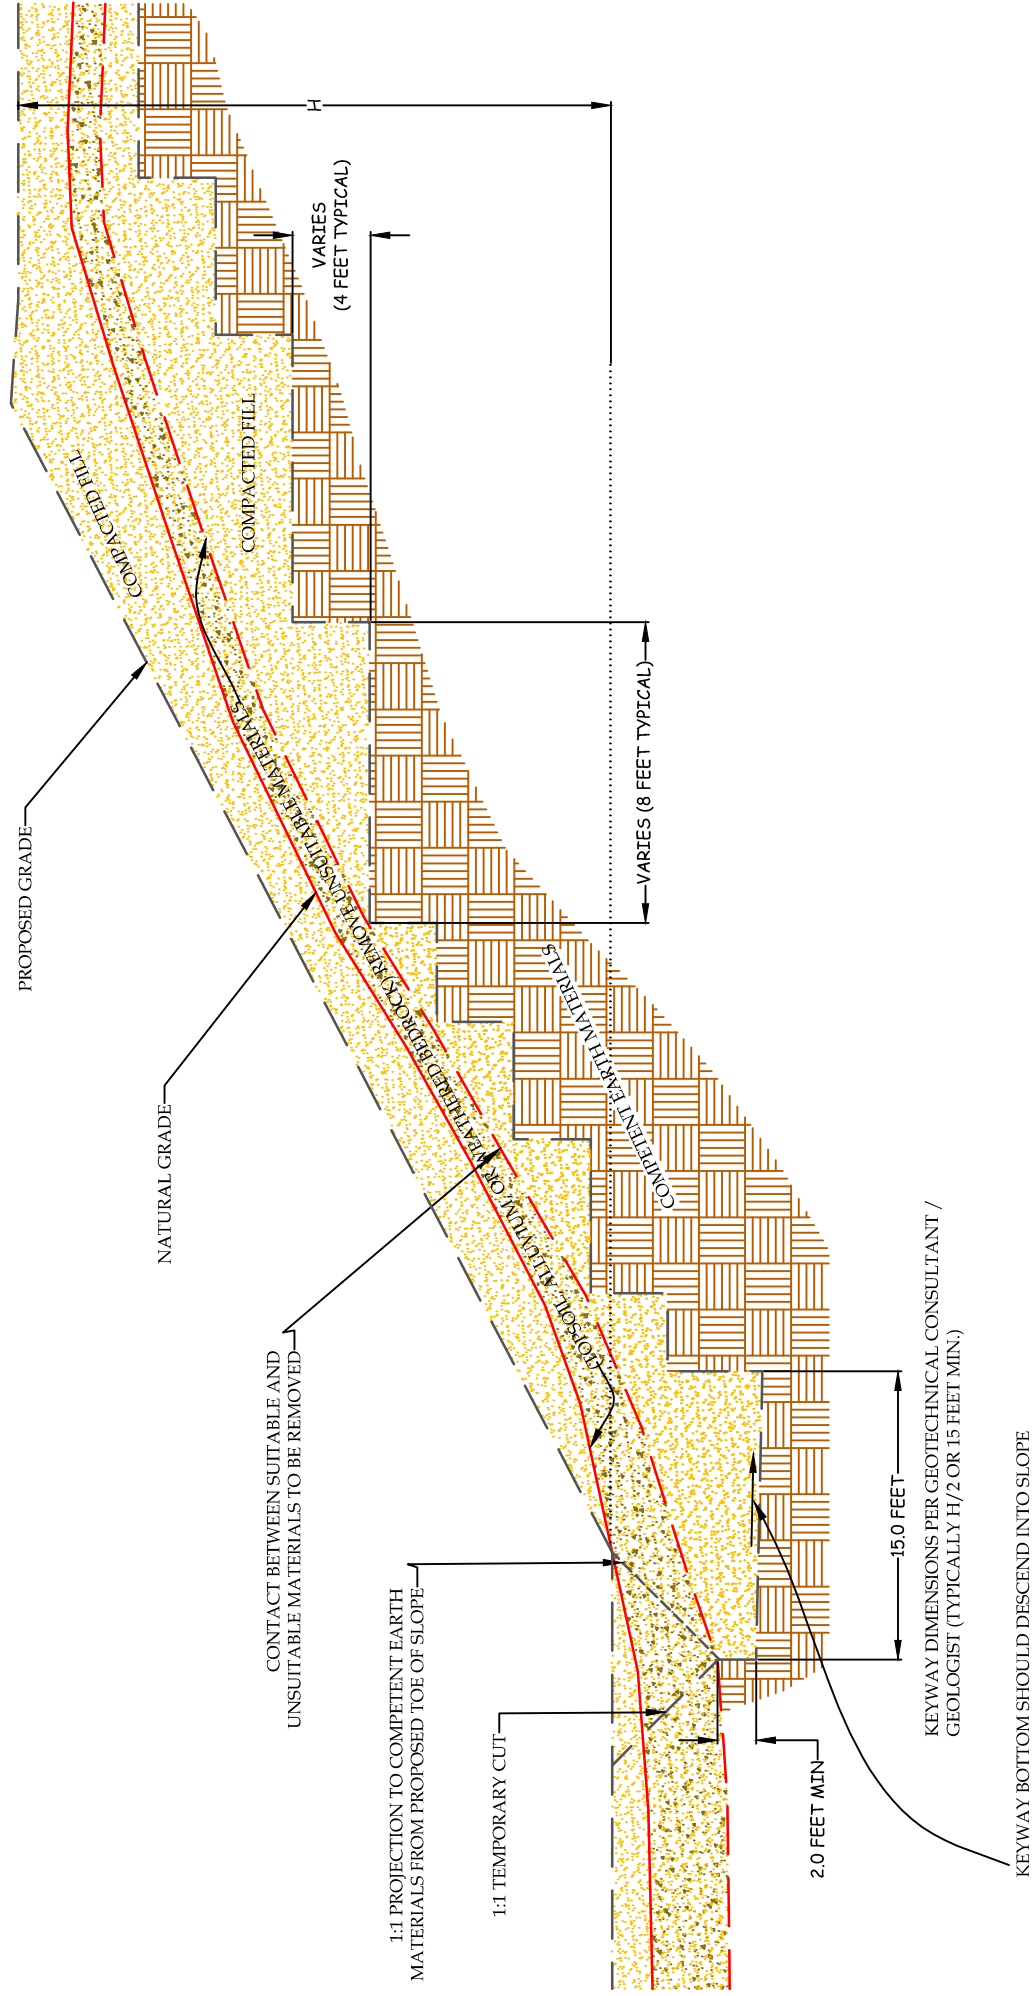 PROPOSED GRADE
NATURAL GRADE
CONTACT BETWEEN SUITABLE AND
UNSUITABLE MATERIALS TO BE REMOVED
1:1 PROJECTION TO COMPETENT EARTH
MATERIALS FROM PROPOSED TOE OF SLOPE
1:1 TEMPORARY CUT
COMPACTED FILL
COMPACTED FILL
REMOVE UNSUITABLE MATERIALS
(TOPSOIL, ALLUVIUM, OR WEATHERED BEDROCK)
COMPETENT EARTH MATERIALS
H
VARIES
(4 FEET TYPICAL)
VARIES (8 FEET TYPICAL)
2.0 FEET MIN
15.0 FEET
KEYWAY DIMENSIONS PER GEOTECHNICAL CONSULTANT /
GEOLOGIST (TYPICALLY H/2 OR 15 FEET MIN.)
KEYWAY BOTTOM SHOULD DESCEND INTO SLOPE